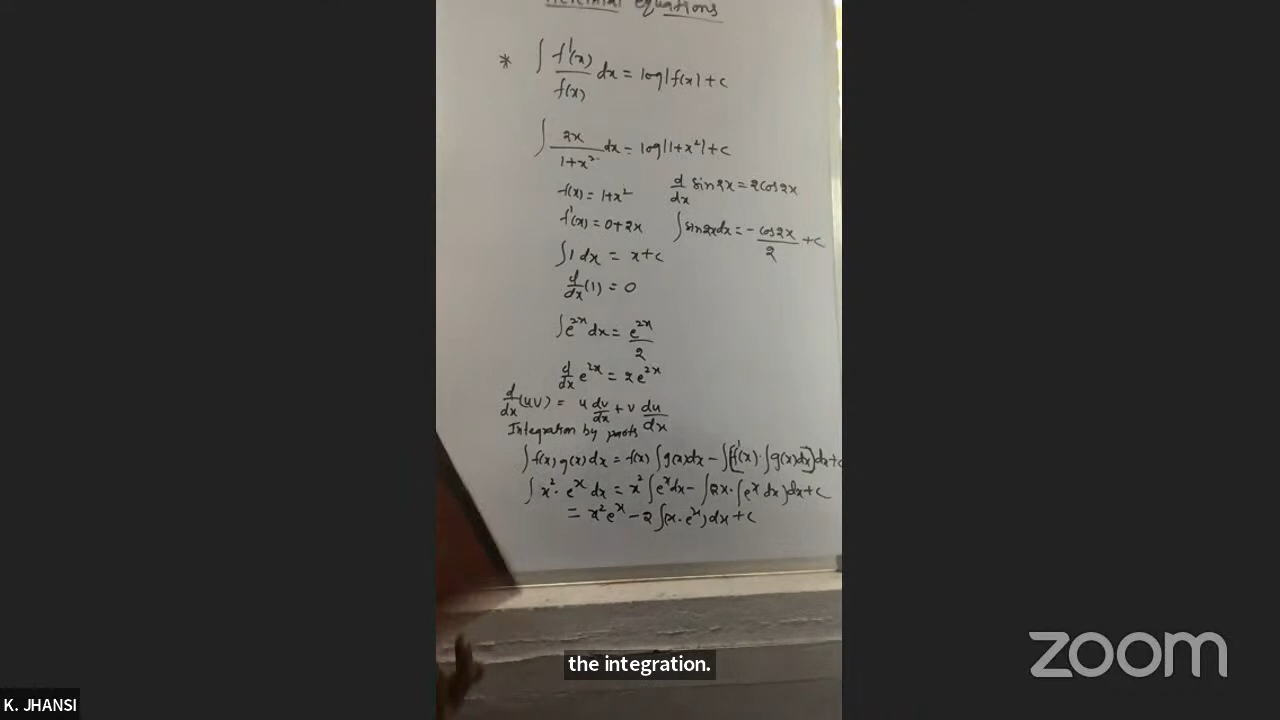 equations
* ∫ f'(x)/f(x) dx = log|f(x)|+c
∫ 2x/1+x² dx = log|1+x²|+c
f(x) = 1+x²
d/dx sin2x = 2cos2x
f'(x) = 0+2x
∫sin2xdx = -cos2x/2 +c
∫1 dx = x+c
d/dx (1) = 0
∫e^2x dx = e^2x/2
d/dx e^2x = 2e^2x
d/dx (uv) = u dv/dx + v du/dx
Integration by parts
∫f(x) g(x) dx = f(x) ∫g(x)dx - ∫[f'(x)·∫g(x)dx]dx+c
∫x²·e^x dx = x² ∫e^x dx - ∫(2x·∫e^x dx)dx+c
= x²e^x - 2∫(x·e^x)dx+c
the integration.
zoom
K. JHANSI